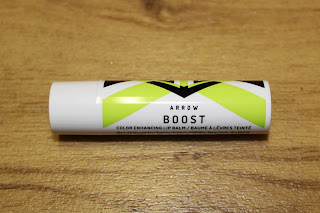 ARROW
BOOST
COLOR ENHANCING LIP BALM / BAUME À LÈVRES TEINTÉ